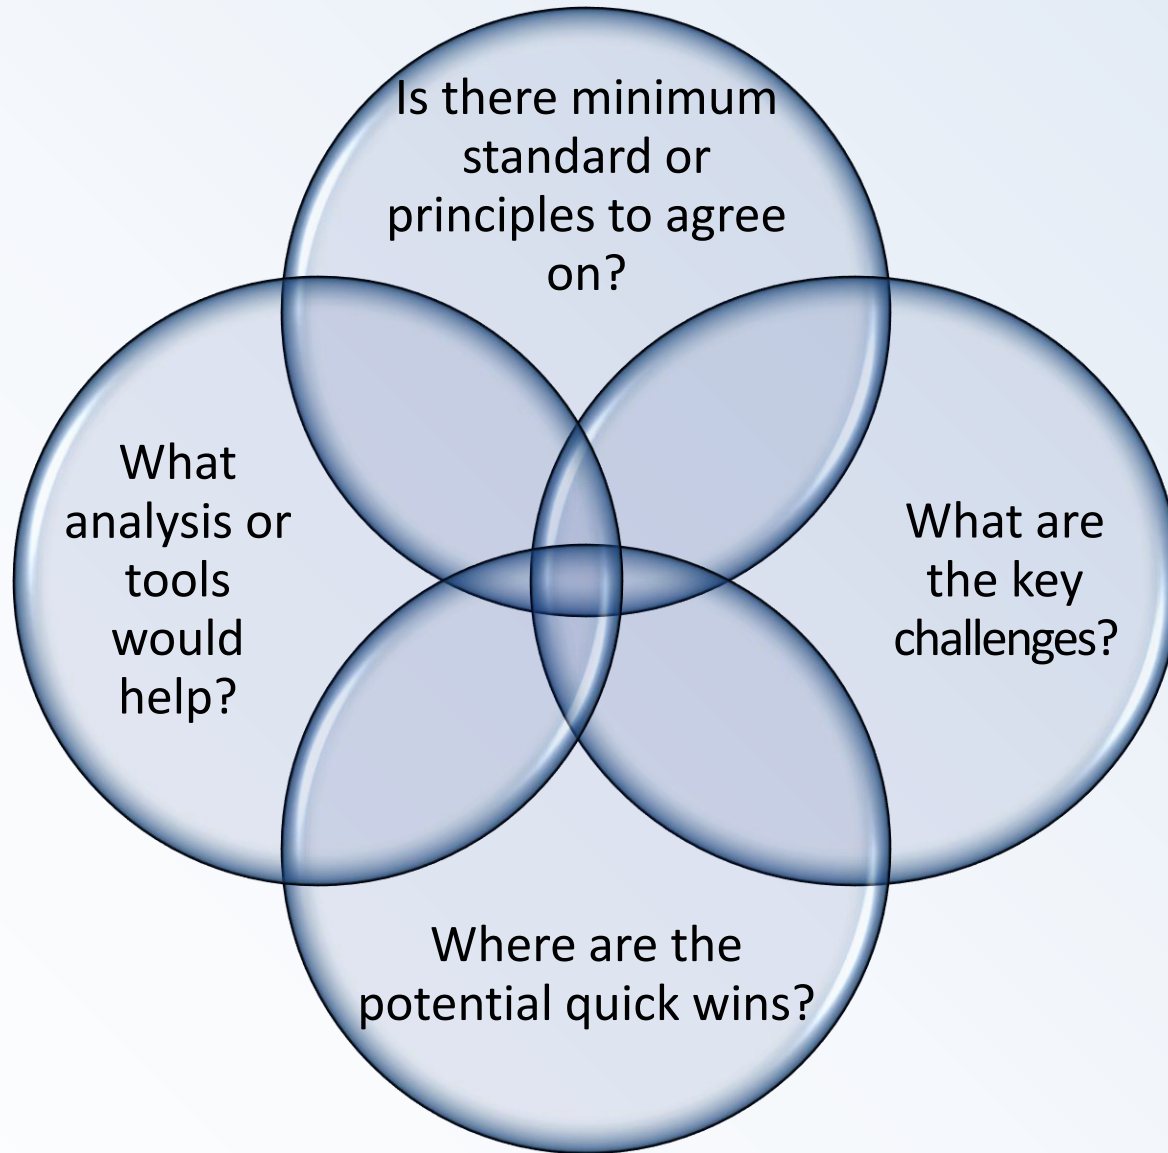 Is there minimum
standard or
principles to agree
on?
What
analysis or
tools
would
help?
What are
the key
challenges?
Where are the
potential quick wins?